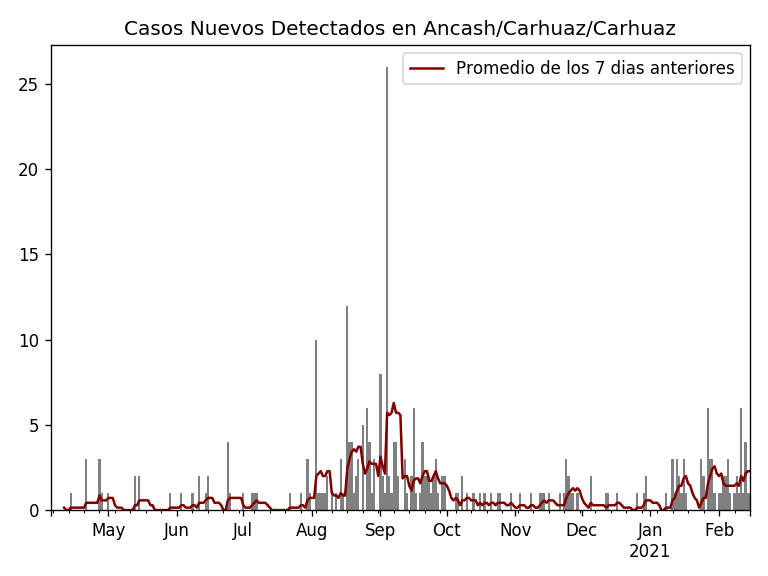 Casos Nuevos Detectados en Ancash/Carhuaz/Carhuaz
Promedio de los 7 dias anteriores
25
20
15
10
5
0
May Jun Jul Aug Sep Oct Nov Dec Jan Feb
2021